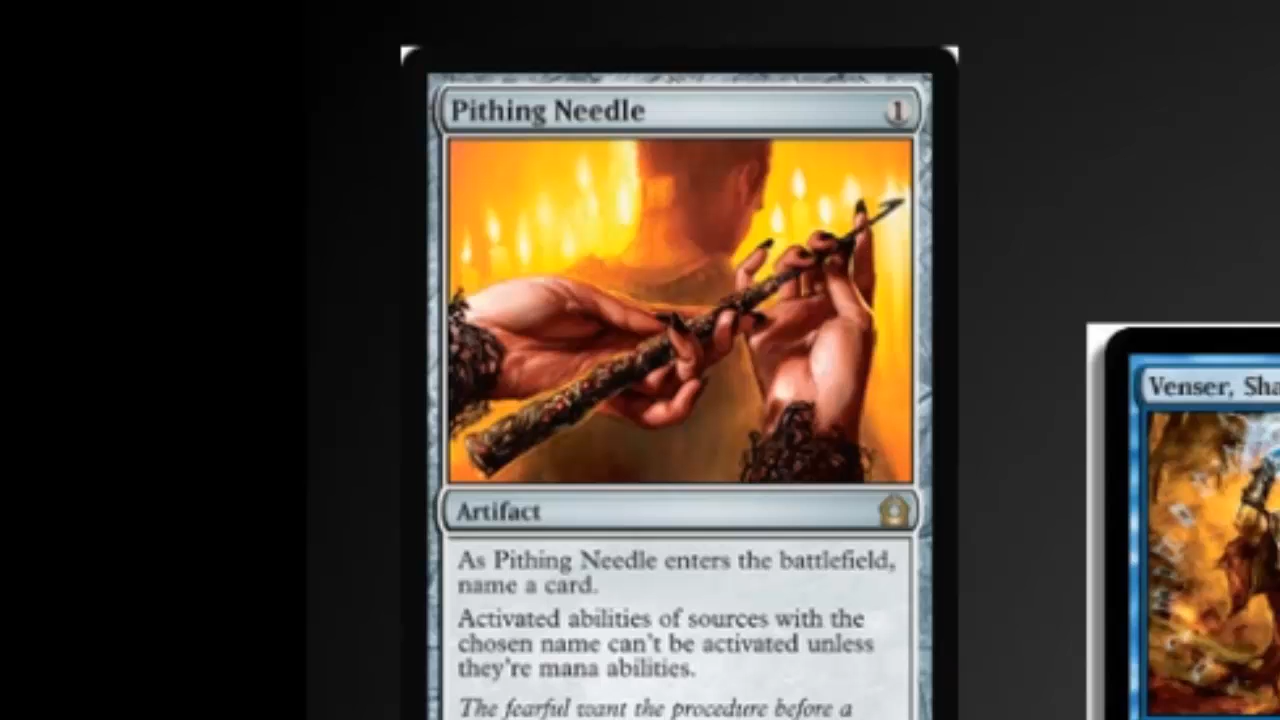 Pithing Needle
1
Artifact
As Pithing Needle enters the battlefield,
name a card.
Activated abilities of sources with the
chosen name can't be activated unless
they're mana abilities.
The fearful want the procedure before a
Venser, Sha